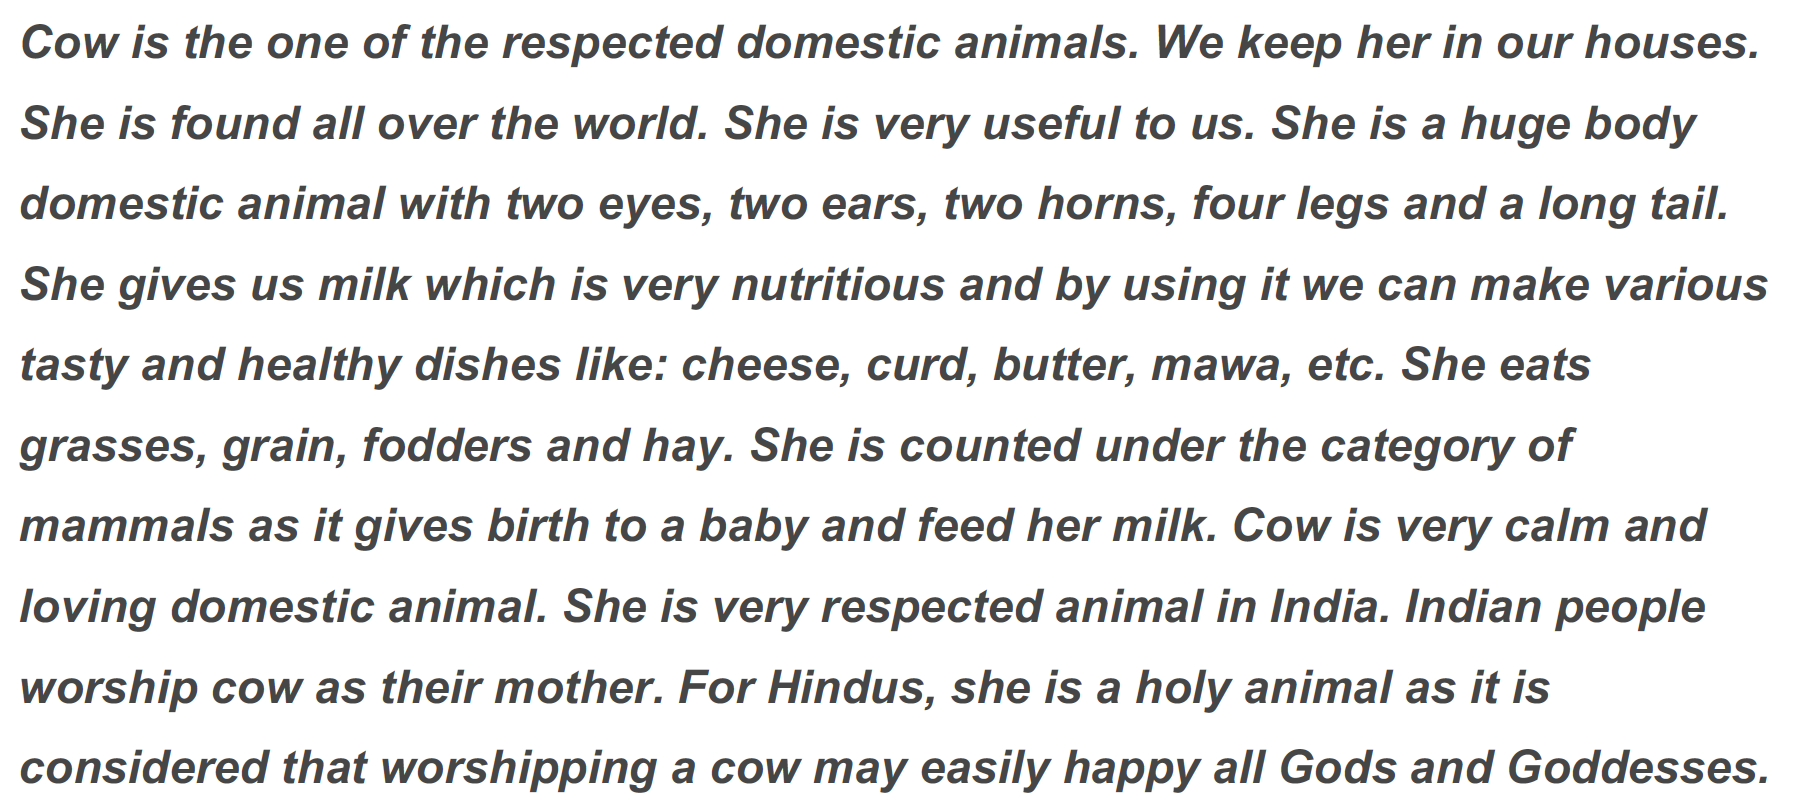 Cow is the one of the respected domestic animals. We keep her in our houses.
She is found all over the world. She is very useful to us. She is a huge body
domestic animal with two eyes, two ears, two horns, four legs and a long tail.
She gives us milk which is very nutritious and by using it we can make various
tasty and healthy dishes like: cheese, curd, butter, mawa, etc. She eats
grasses, grain, fodders and hay. She is counted under the category of
mammals as it gives birth to a baby and feed her milk. Cow is very calm and
loving domestic animal. She is very respected animal in India. Indian people
worship cow as their mother. For Hindus, she is a holy animal as it is
considered that worshipping a cow may easily happy all Gods and Goddesses.